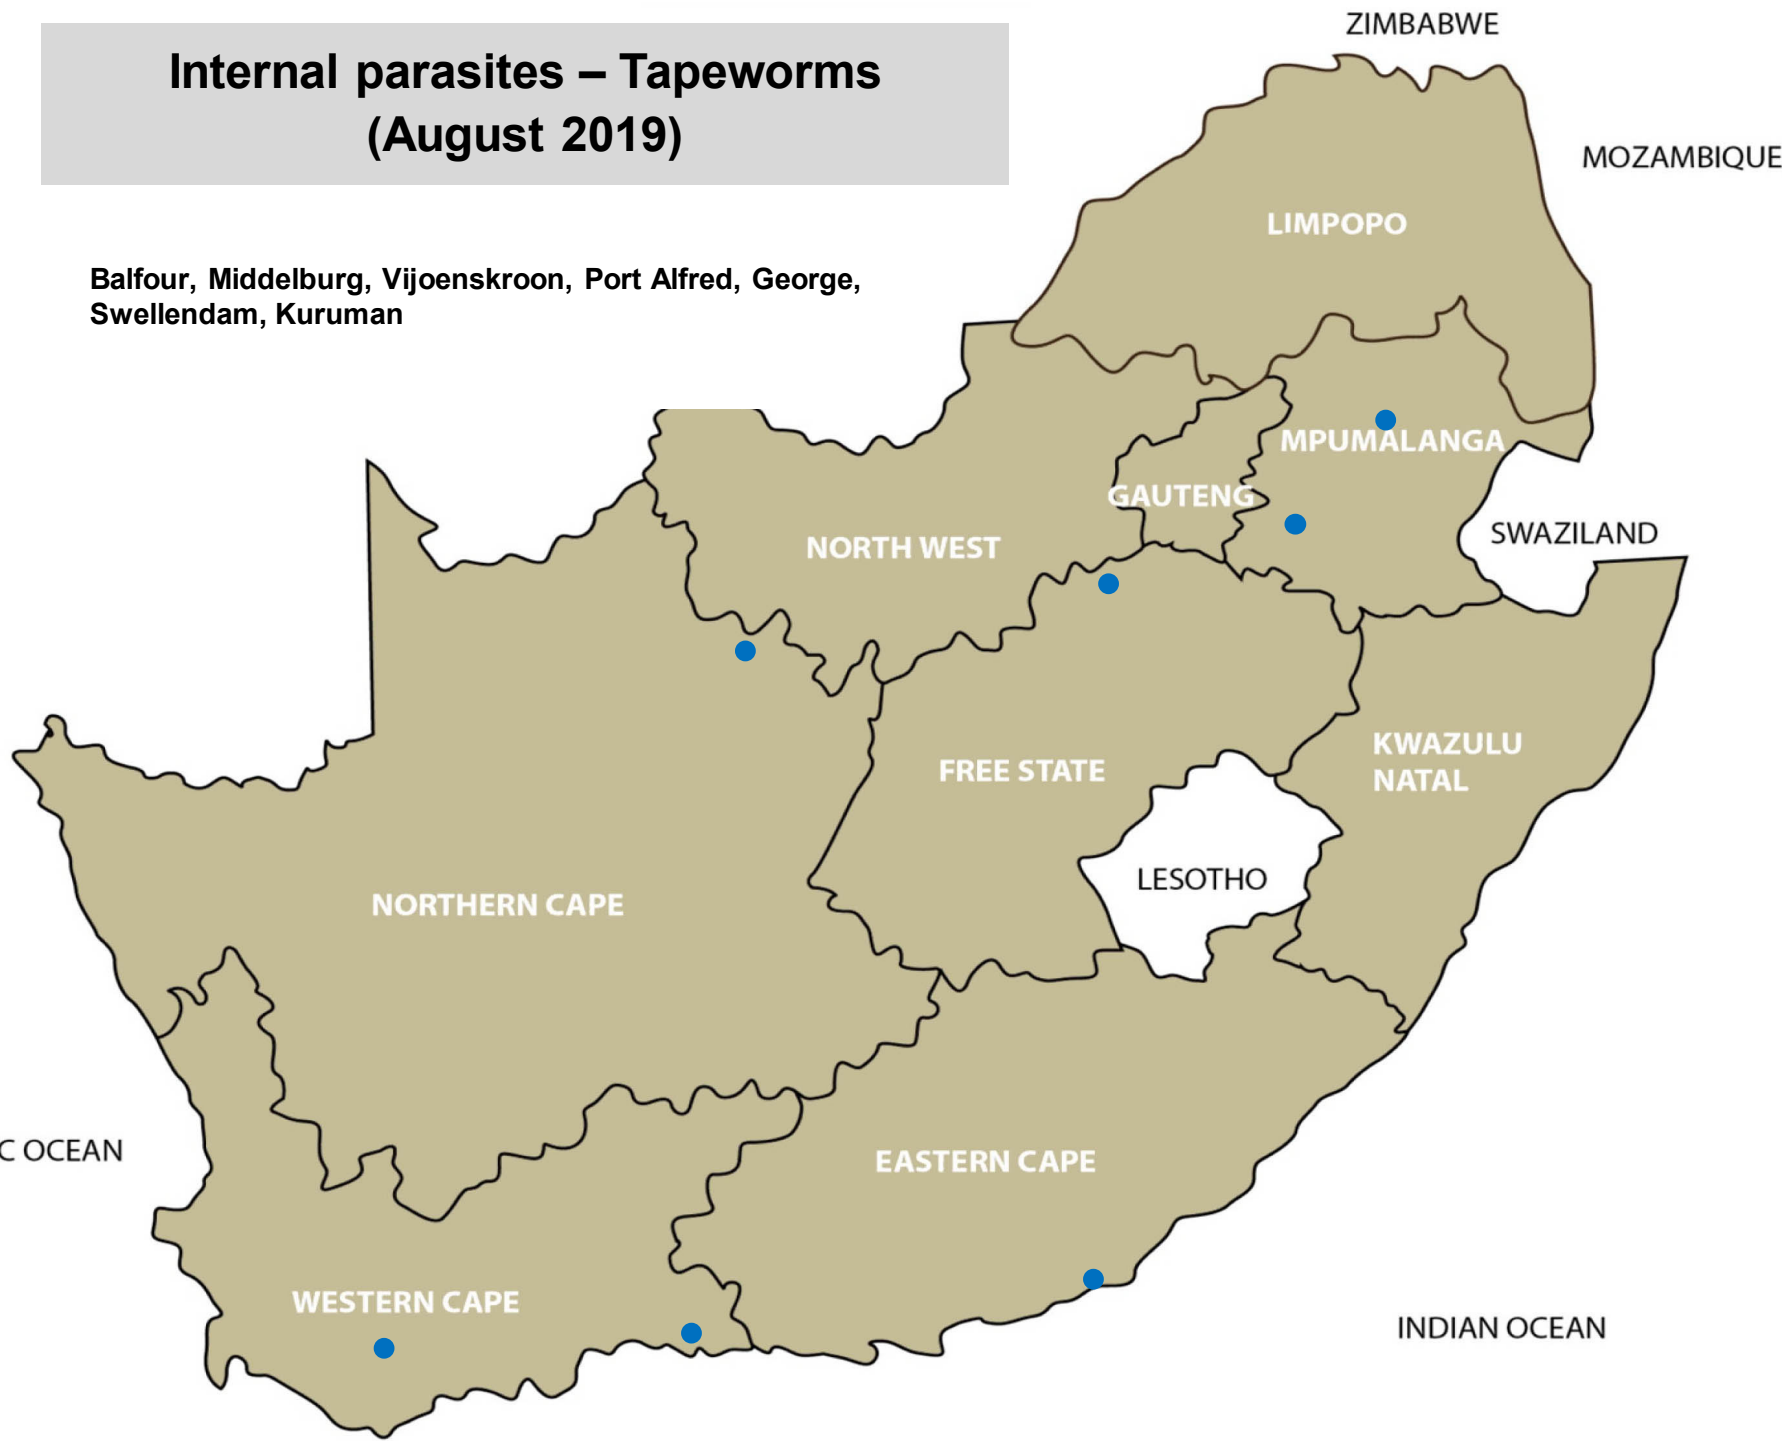 Internal parasites – Tapeworms
(August 2019)
Balfour, Middelburg, Vijoenskroon, Port Alfred, George,
Swellendam, Kuruman
ZIMBABWE
MOZAMBIQUE
LIMPOPO
MPUMALANGA
GAUTENG
SWAZILAND
NORTH WEST
KWAZULU
NATAL
FREE STATE
LESOTHO
NORTHERN CAPE
C OCEAN
EASTERN CAPE
WESTERN CAPE
INDIAN OCEAN